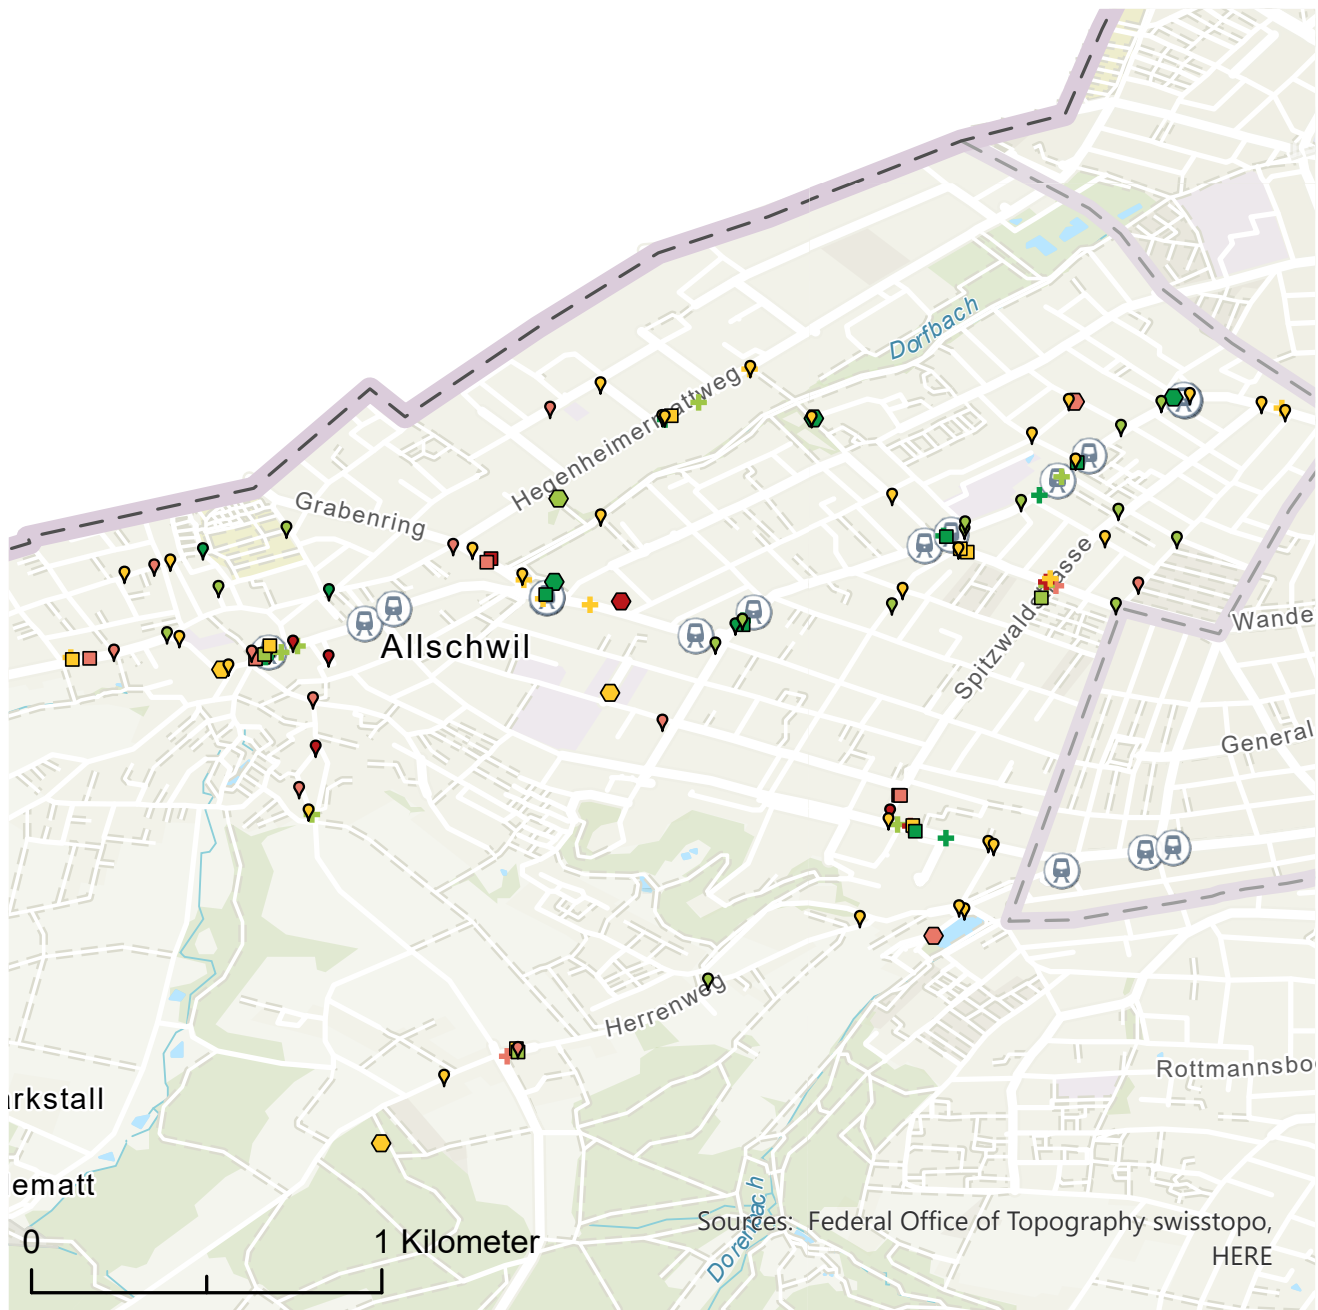 Dorfbach
Hegenheimermattweg
Grabenring
Allschwil
Spitzwaldstrasse
Wande
General
Herrenweg
Rottmannsbo
arkstall
ematt
Dorenbach
Sources: Federal Office of Topography swisstopo,
HERE
0
1 Kilometer